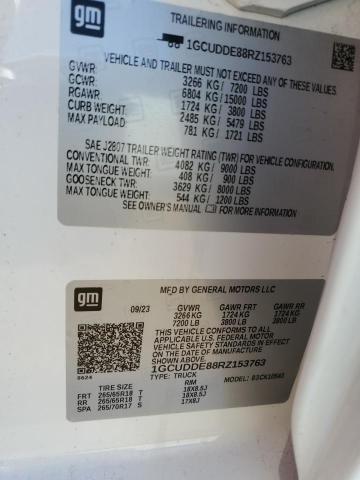 gm
TRAILERING INFORMATION
1GCUDDE88RZ153763
VEHICLE AND TRAILER MUST NOT EXCEED ANY OF THESE
GVWR: 3266 KG / 7200 LBS
GCWR: 6804 KG / 15000 LBS
RGAWR: 1724 KG / 3800 LBS
CURB WEIGHT: 2485 KG / 5479 LBS
MAX PAYLOAD: 781 KG / 1721 LBS
SAE J2807 TRAILER WEIGHT RATING (TWR) FOR VEHICLE CONFIGURATION.
CONVENTIONAL TWR: 4082 KG / 9000 LBS
MAX TONGUE WEIGHT: 408 KG / 900 LBS
GOOSENECK TWR: 3629 KG / 8000 LBS
MAX TONGUE WEIGHT: 544 KG / 1200 LBS
SEE OWNER'S MANUAL FOR MORE INFORMATION
gm
MFD BY GENERAL MOTORS LLC
09/23 GVWR GAWR FRT GAWR RR
3266 KG 1724 KG 1724 KG
7200 LB 3800 LB 3800 LB
THIS VEHICLE CONFORMS TO ALL
APPLICABLE U.S. FEDERAL MOTOR
VEHICLE SAFETY
STANDARDS IN EFFECT ON THE DATE OF
MANUFACTURE SHOWN ABOVE.
1GCUDDE88RZ153763
TYPE: TRUCK MODEL:
TIRE SIZE RIM
FRT 265/65R18 T 18X8.5J
RR 265/65R18 T 18X8.5J
SPA 265/70R17 S 17X8J